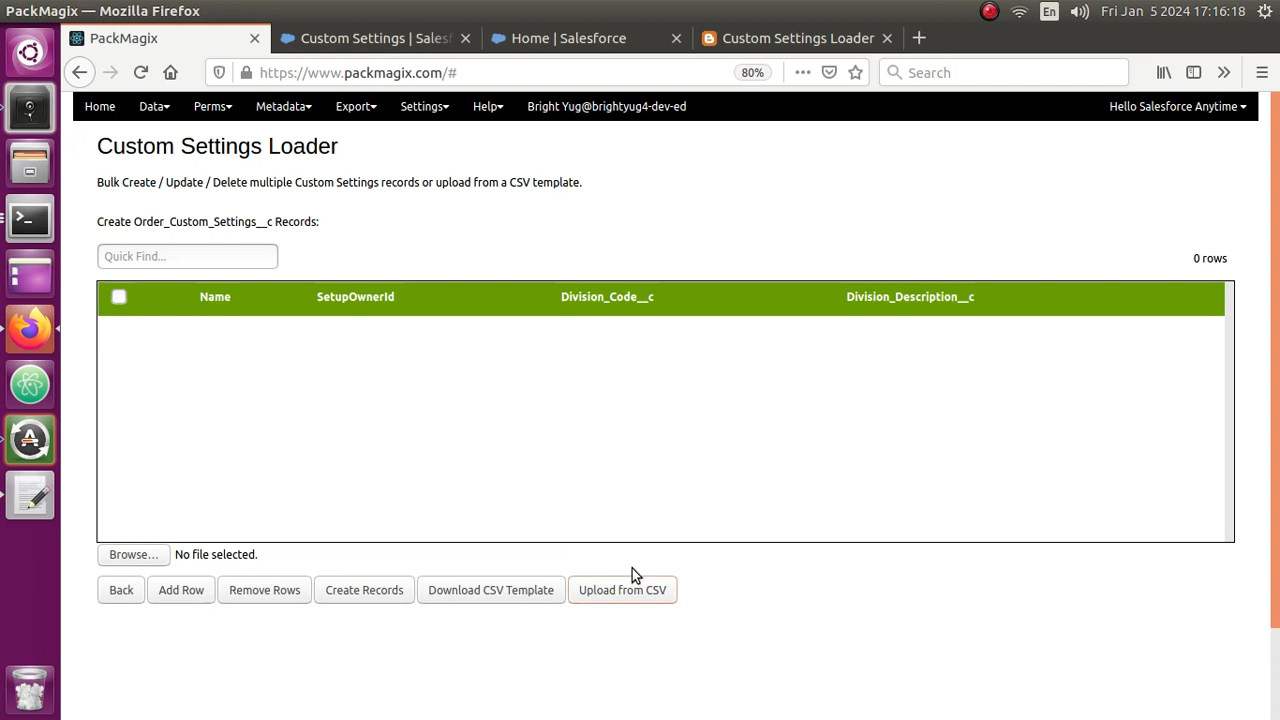 PackMagix — Mozilla Firefox
En
Fri Jan 5 2024 17:16:18
PackMagix
Custom Settings | Salesf
Home | Salesforce
Custom Settings Loader
https://www.packmagix.com/#
80%
Search
Home
Data
Perms
Metadata
Export
Settings
Help
Bright Yug@brightyug4-dev-ed
Hello Salesforce Anytime
Custom Settings Loader
Bulk Create / Update / Delete multiple Custom Settings records or upload from a CSV template.
Create Order_Custom_Settings__c Records:
Quick Find...
0 rows
Name
SetupOwnerId
Division_Code__c
Division_Description__c
Browse...
No file selected.
Back
Add Row
Remove Rows
Create Records
Download CSV Template
Upload from CSV